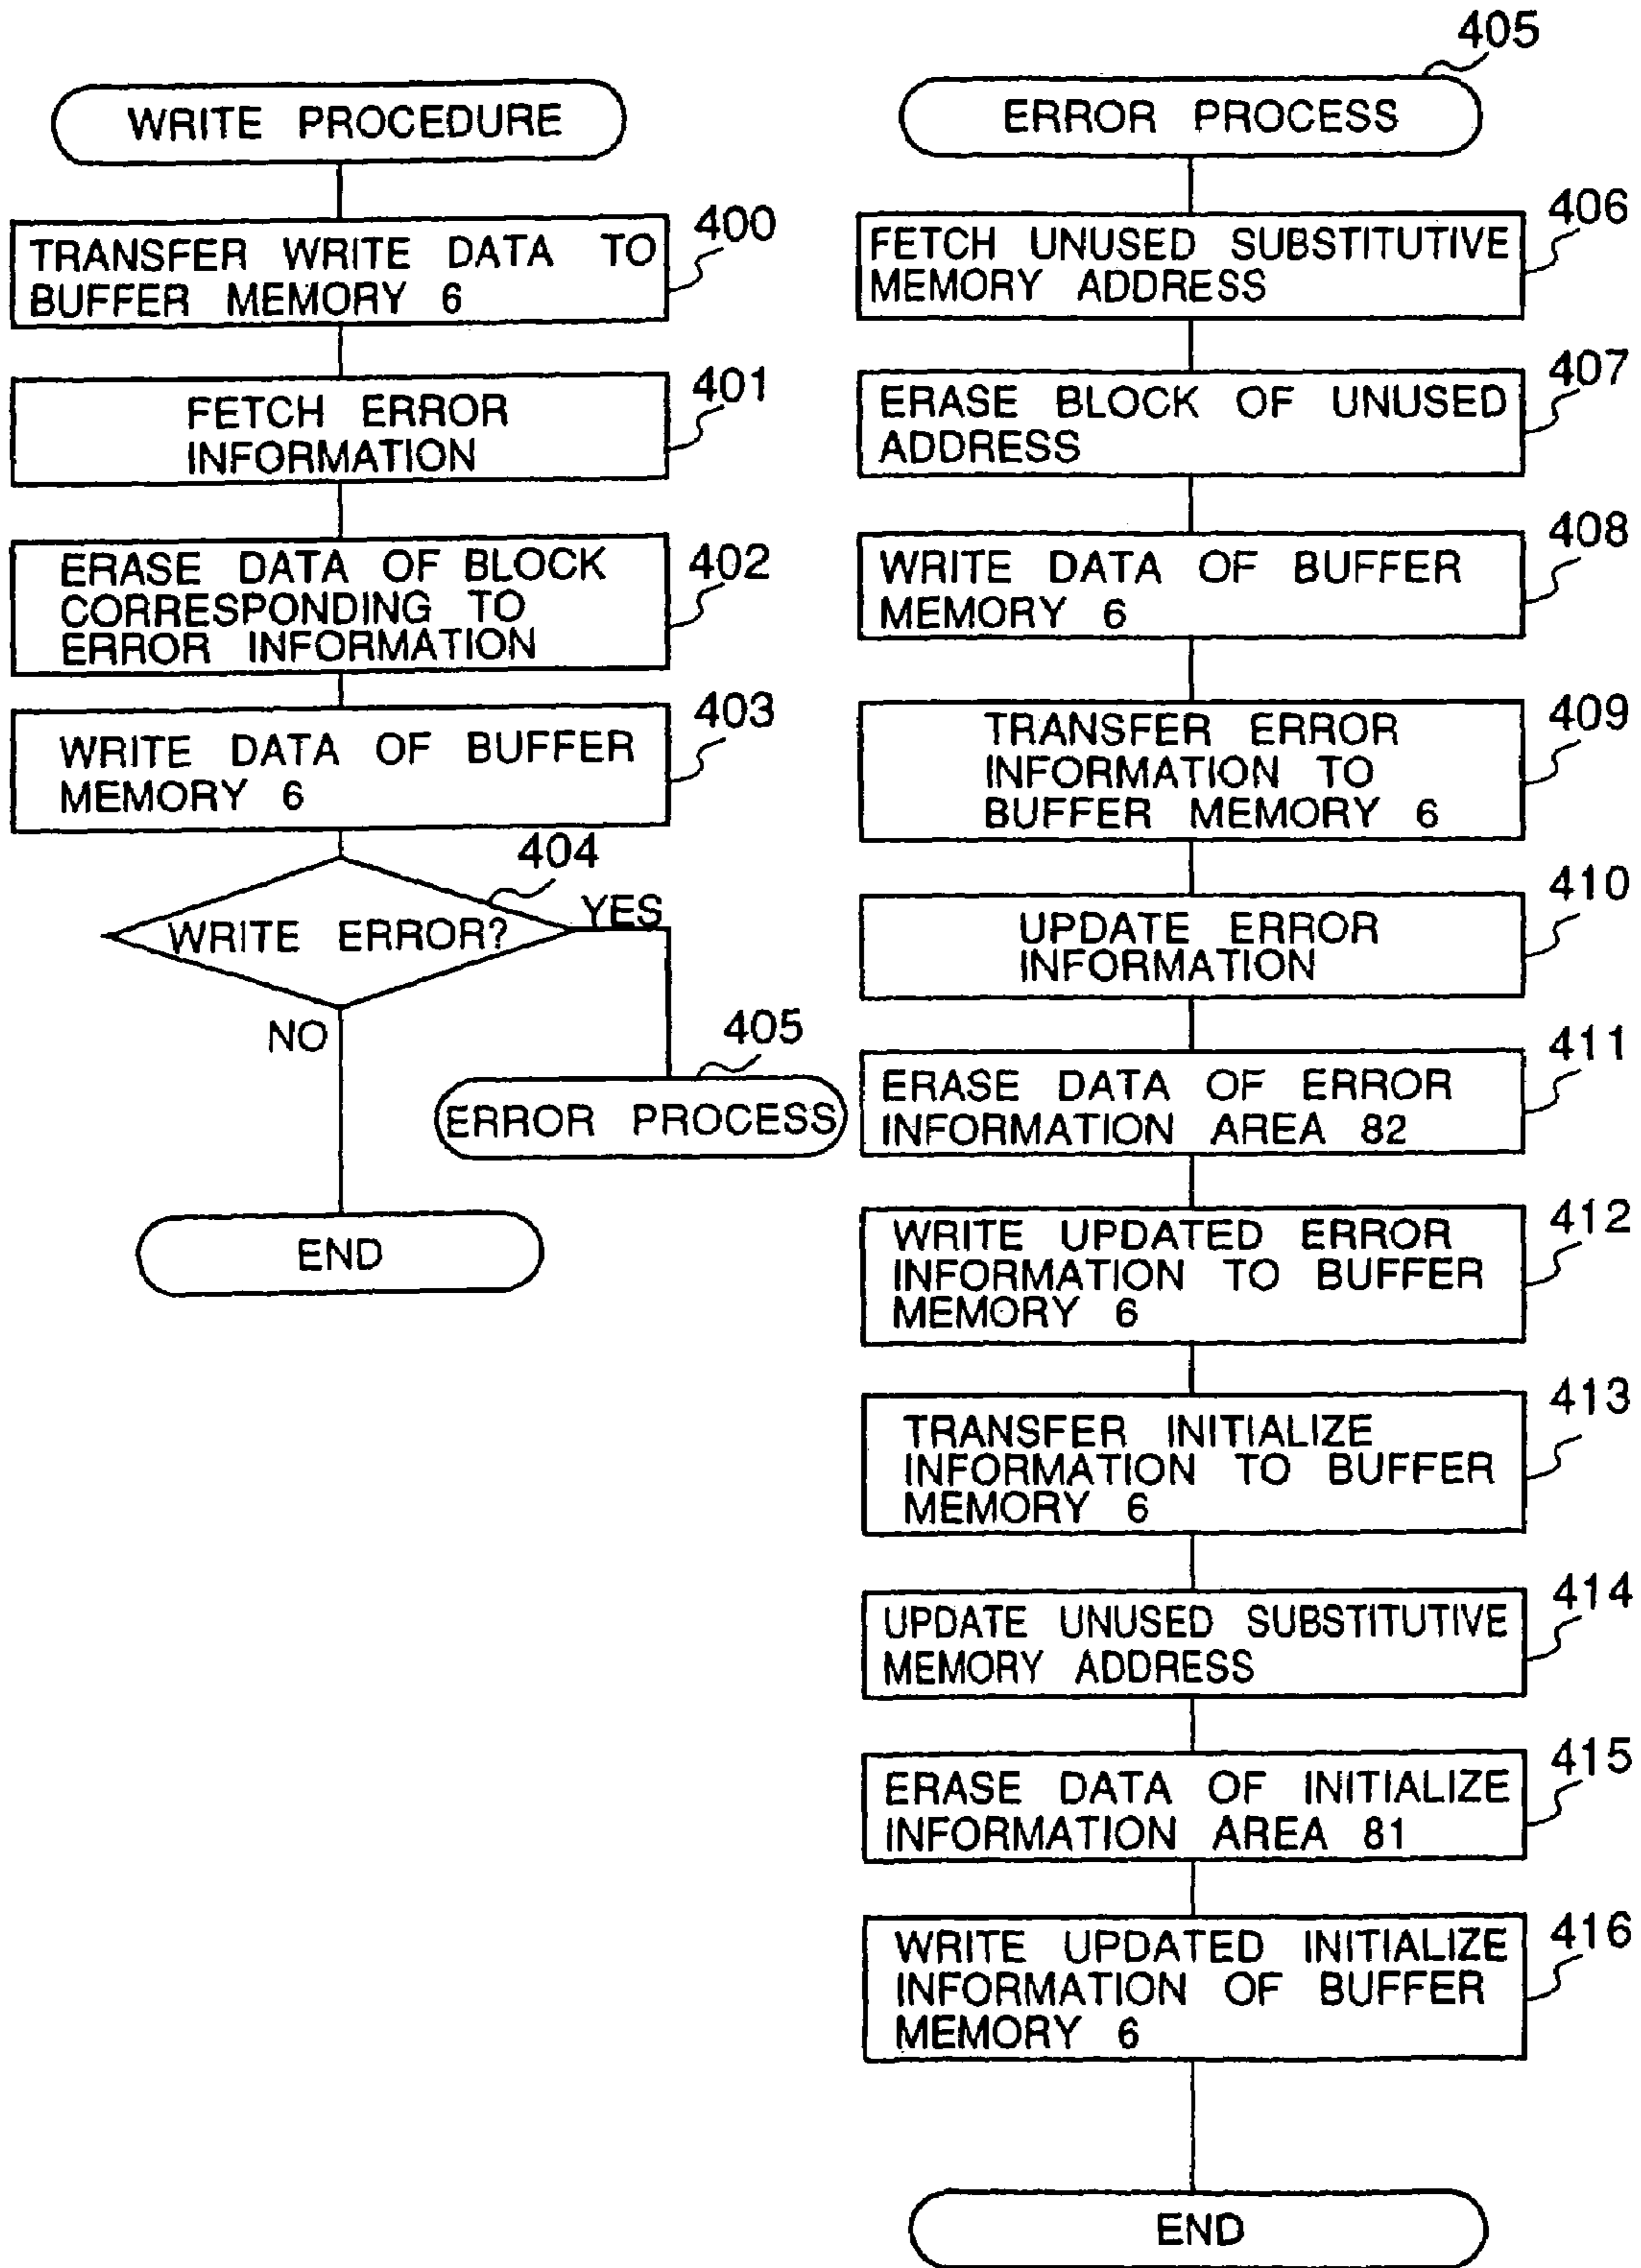 WRITE PROCEDURE
400
TRANSFER WRITE DATA TO
BUFFER MEMORY 6
401
FETCH ERROR
INFORMATION
402
ERASE DATA OF BLOCK
CORRESPONDING TO
ERROR INFORMATION
403
WRITE DATA OF BUFFER
MEMORY 6
404
WRITE ERROR?
YES
NO
405
ERROR PROCESS
END
405
ERROR PROCESS
406
FETCH UNUSED SUBSTITUTIVE
MEMORY ADDRESS
407
ERASE BLOCK OF UNUSED
ADDRESS
408
WRITE DATA OF BUFFER
MEMORY 6
409
TRANSFER ERROR
INFORMATION TO
BUFFER MEMORY 6
410
UPDATE ERROR
INFORMATION
411
ERASE DATA OF ERROR
INFORMATION AREA 82
412
WRITE UPDATED ERROR
INFORMATION TO BUFFER
MEMORY 6
413
TRANSFER INITIALIZE
INFORMATION TO BUFFER
MEMORY 6
414
UPDATE UNUSED SUBSTITUTIVE
MEMORY ADDRESS
415
ERASE DATA OF INITIALIZE
INFORMATION AREA 81
416
WRITE UPDATED INITIALIZE
INFORMATION OF BUFFER
MEMORY 6
END